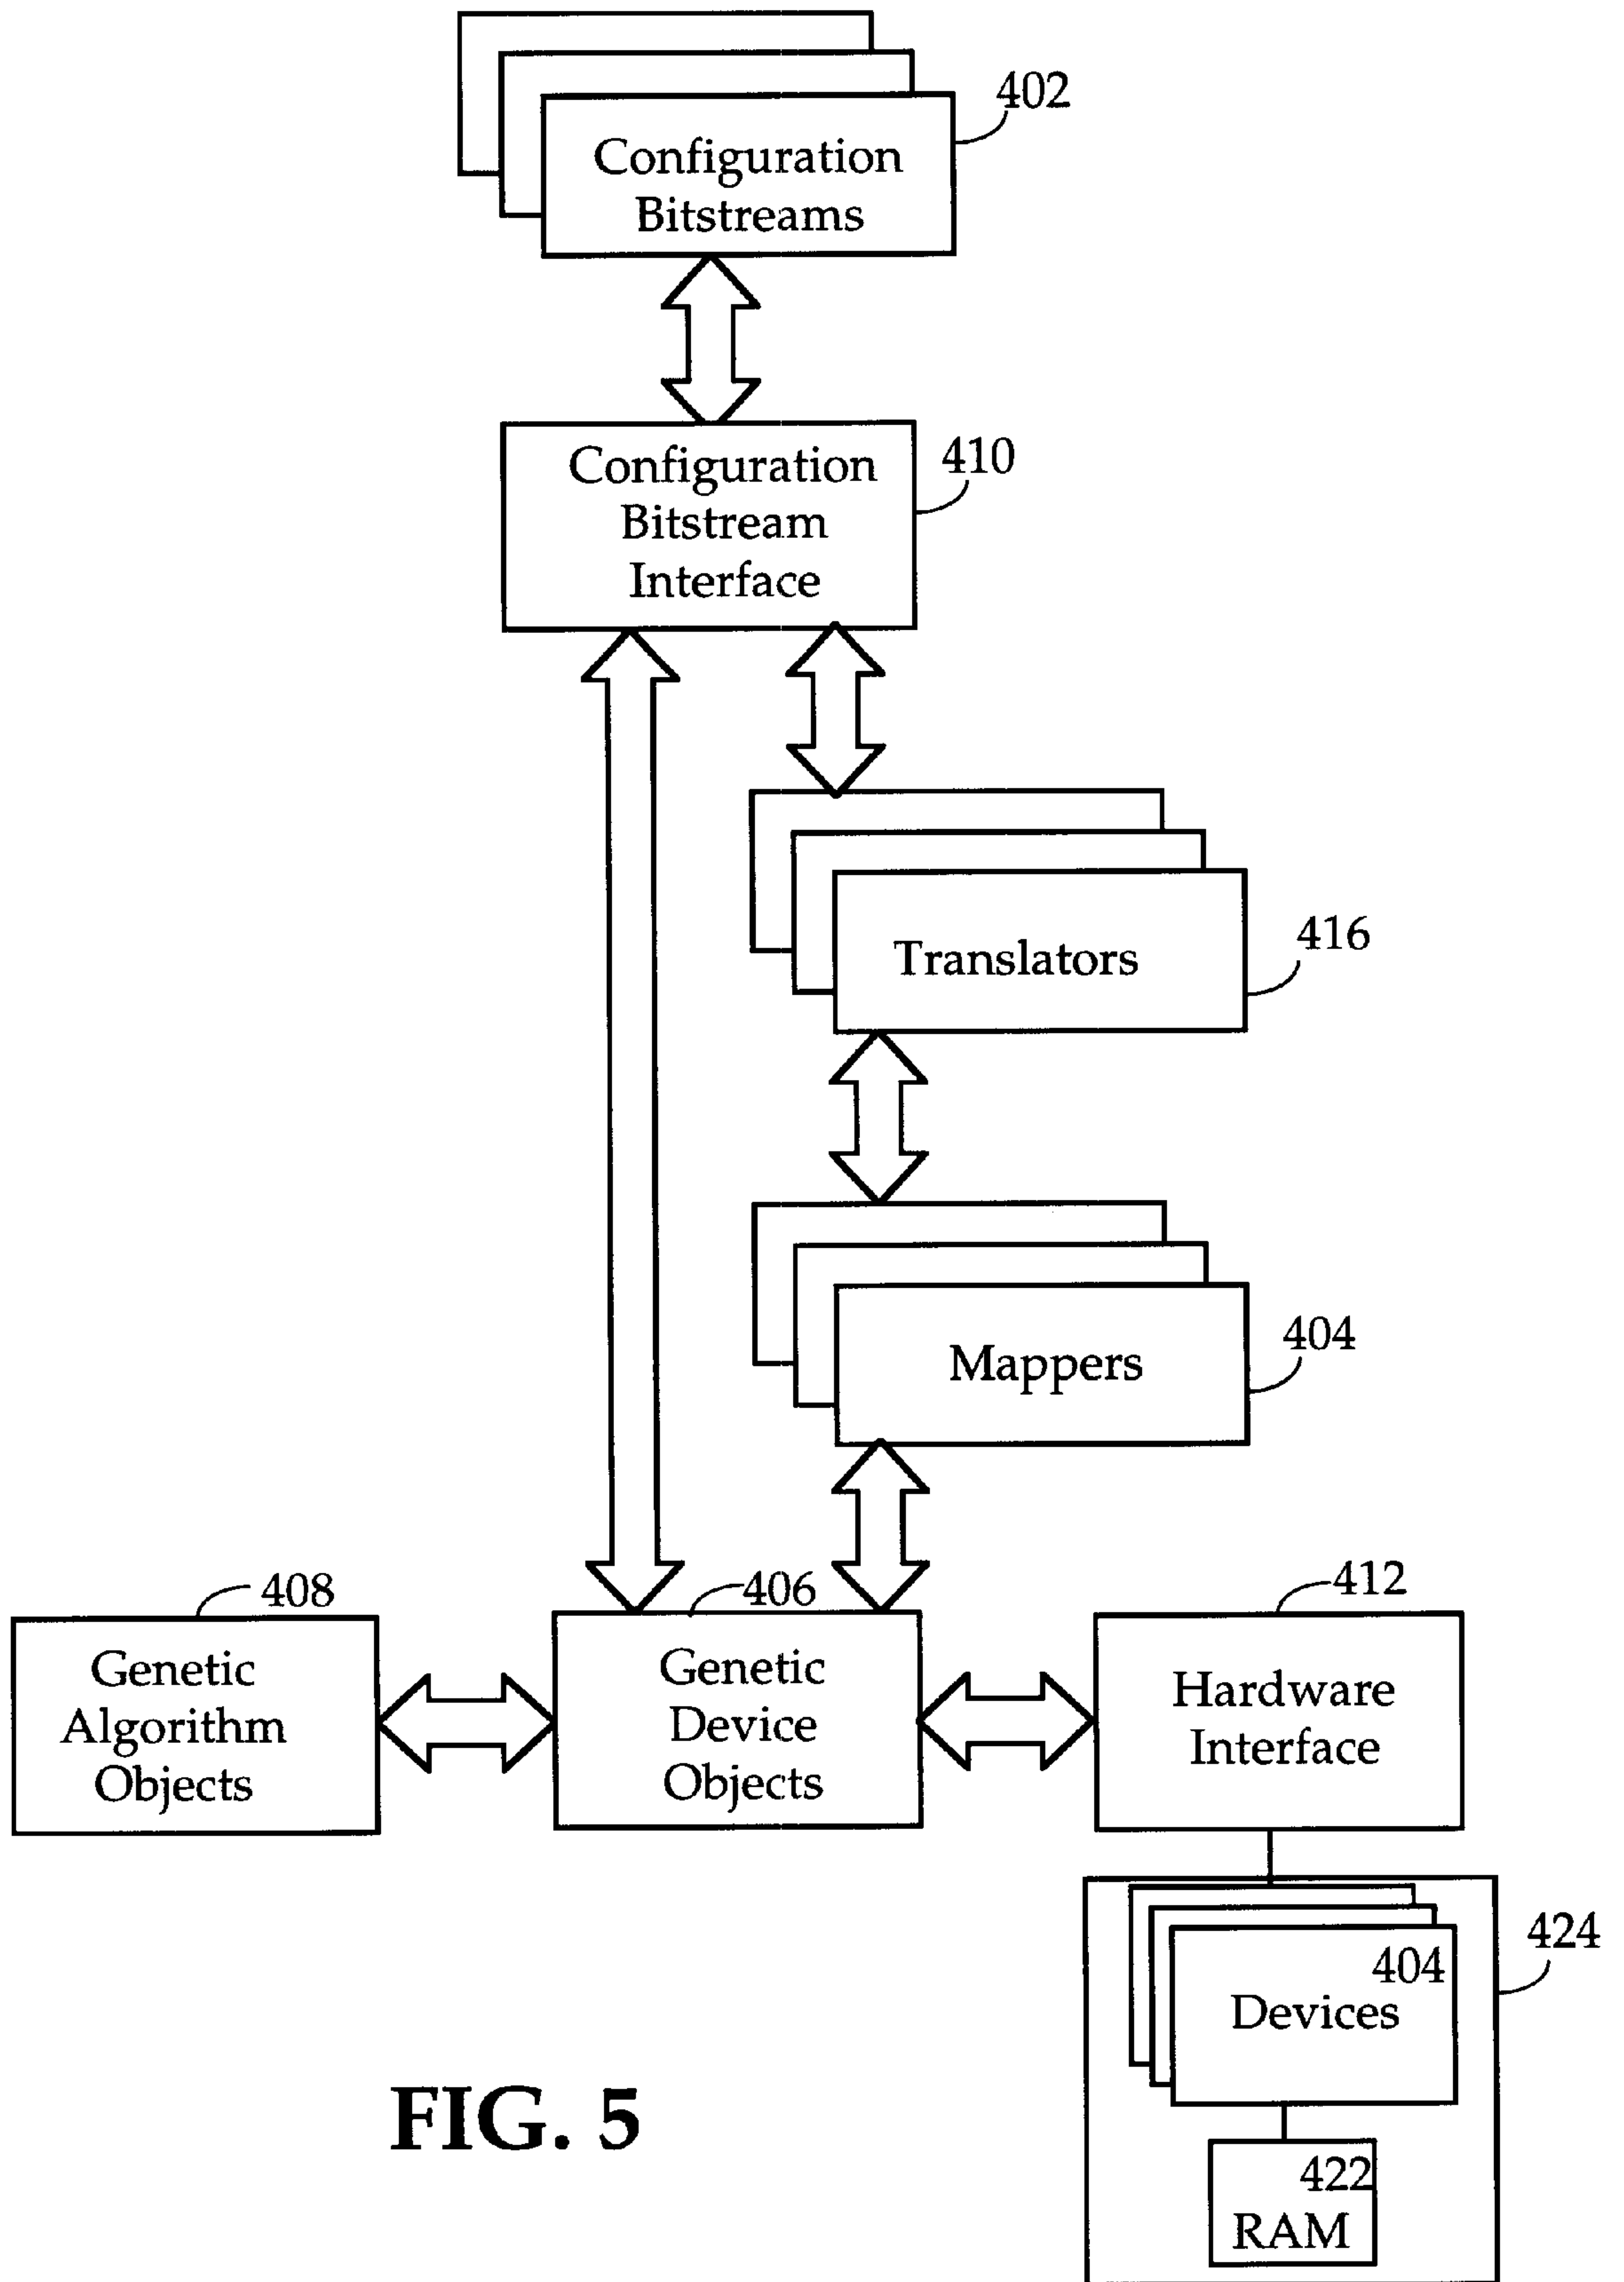 402
Configuration
Bitstreams
410
Configuration
Bitstream
Interface
416
Translators
404
Mappers
408
Genetic
Algorithm
Objects
406
Genetic
Device
Objects
412
Hardware
Interface
424
404
Devices
422
RAM
FIG. 5